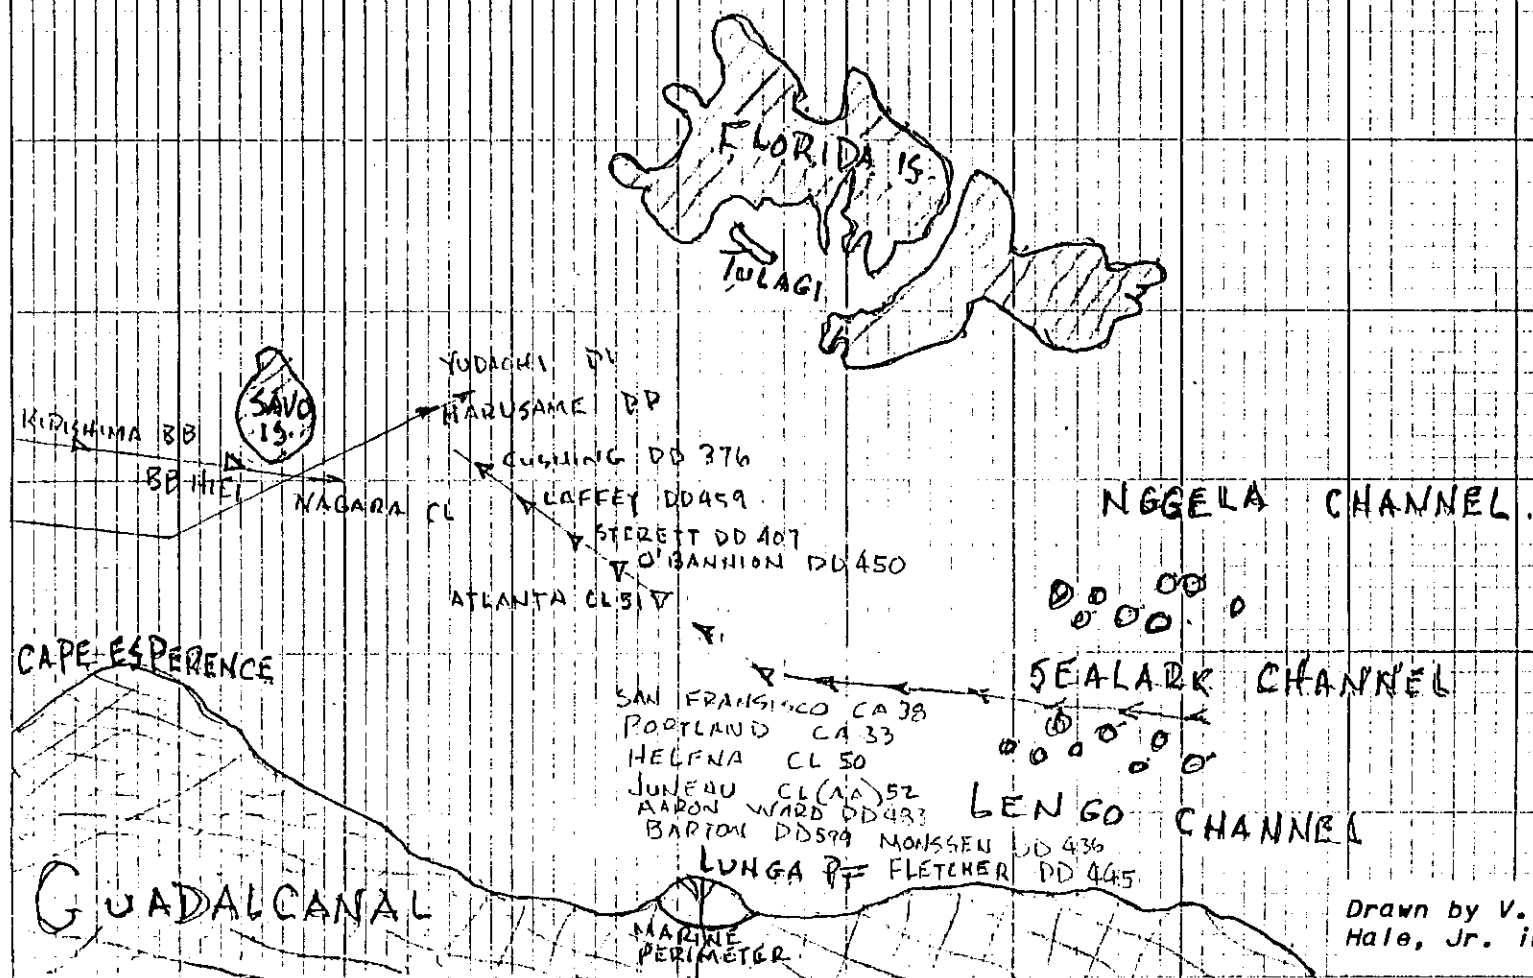 FLORIDA IS.
TULAGI
YUDACHI
HARUSAME DD
SAVO
IS.
KIRISHIMA BB
BB HIEI
NAGARA CL
CUSHING DD 376
LAFFEY DD459
STERETT DD 407
O'BANNION DD 450
ATLANTA CL51
NGGELA CHANNEL
SEALARK CHANNEL
CAPE ESPERENCE
SAN FRANSISCO CA 38
PORTLAND CA 33
HELENA CL 50
JUNEAU CL(AA)52
AARON WARD DD483
BARTON DD599 MONSSEN DD 436
LENGO CHANNEL
LUNGA PT FLETCHER DD 445
GUADALCANAL
MARINE
PERIMETER
Drawn by V.
Hale, Jr.